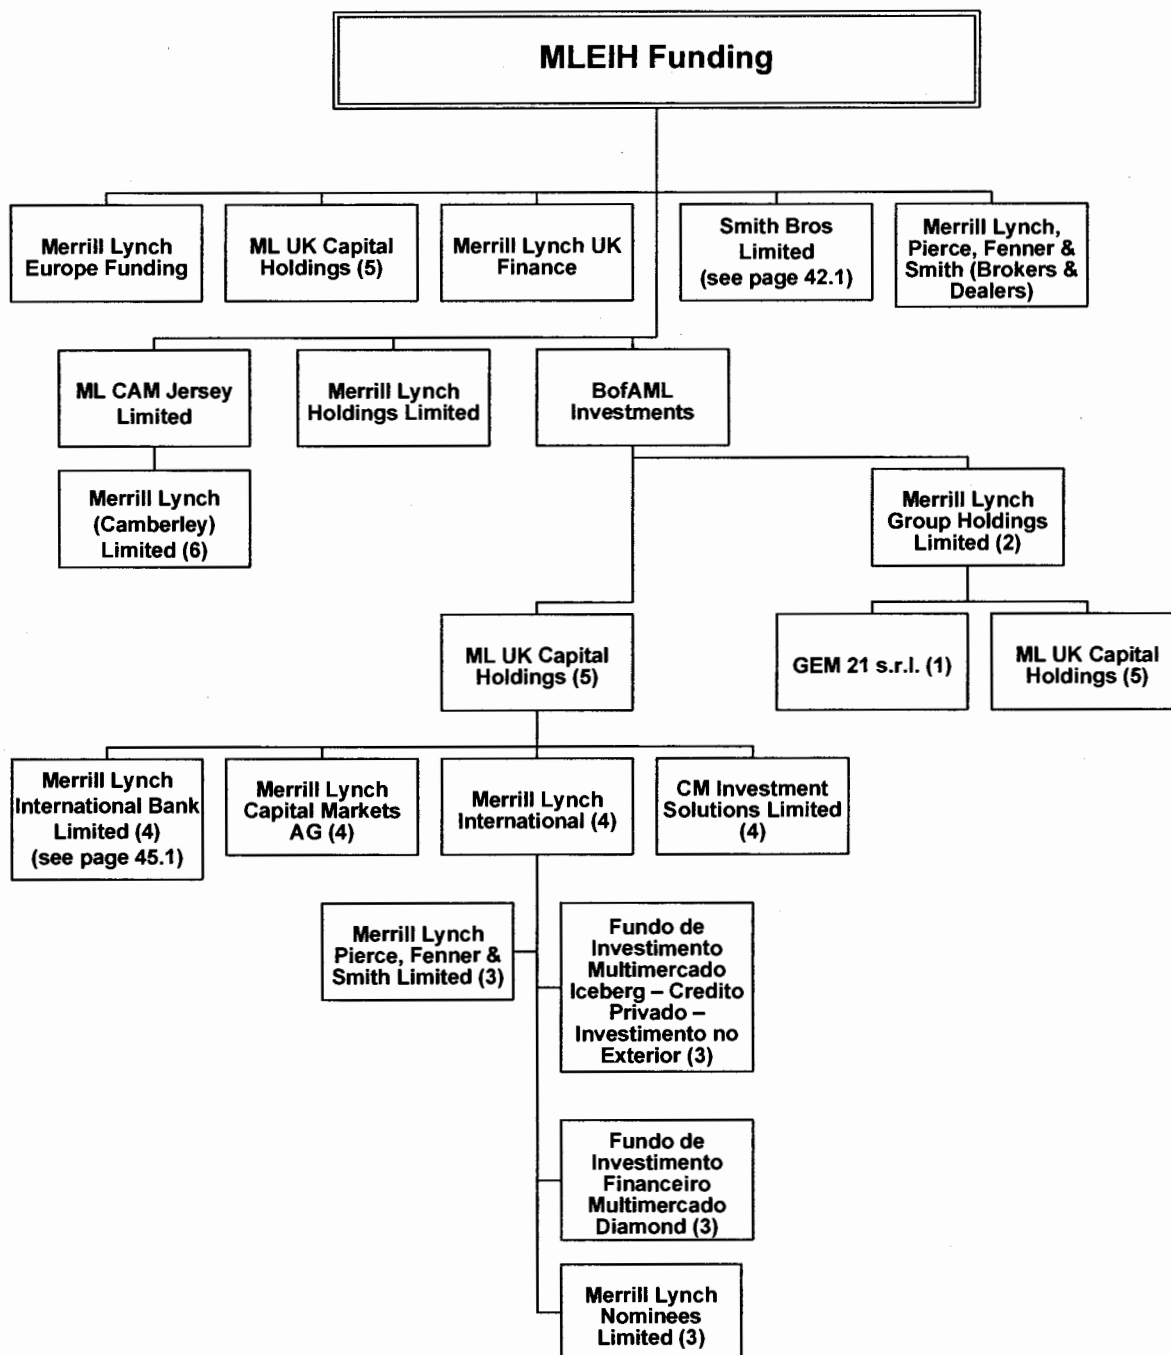 MLEIH Funding
Merrill Lynch
Europe Funding
ML UK Capital
Holdings (5)
Merrill Lynch UK
Finance
Smith Bros
Limited
(see page 42.1)
Merrill Lynch,
Pierce, Fenner &
Smith (Brokers &
Dealers)
ML CAM Jersey
Limited
Merrill Lynch
Holdings Limited
BofAML
Investments
Merrill Lynch
(Camberley)
Limited (6)
Merrill Lynch
Group Holdings
Limited (2)
ML UK Capital
Holdings (5)
GEM 21 s.r.l. (1)
ML UK Capital
Holdings (5)
Merrill Lynch
International Bank
Limited (4)
(see page 45.1)
Merrill Lynch
Capital Markets
AG (4)
Merrill Lynch
International (4)
CM Investment
Solutions Limited
(4)
Merrill Lynch
Pierce, Fenner &
Smith Limited (3)
Fundo de
Investimento
Multimercado
Iceberg – Credito
Privado –
Investimento no
Exterior (3)
Fundo de
Investimento
Financeiro
Multimercado
Diamond (3)
Merrill Lynch
Nominees
Limited (3)